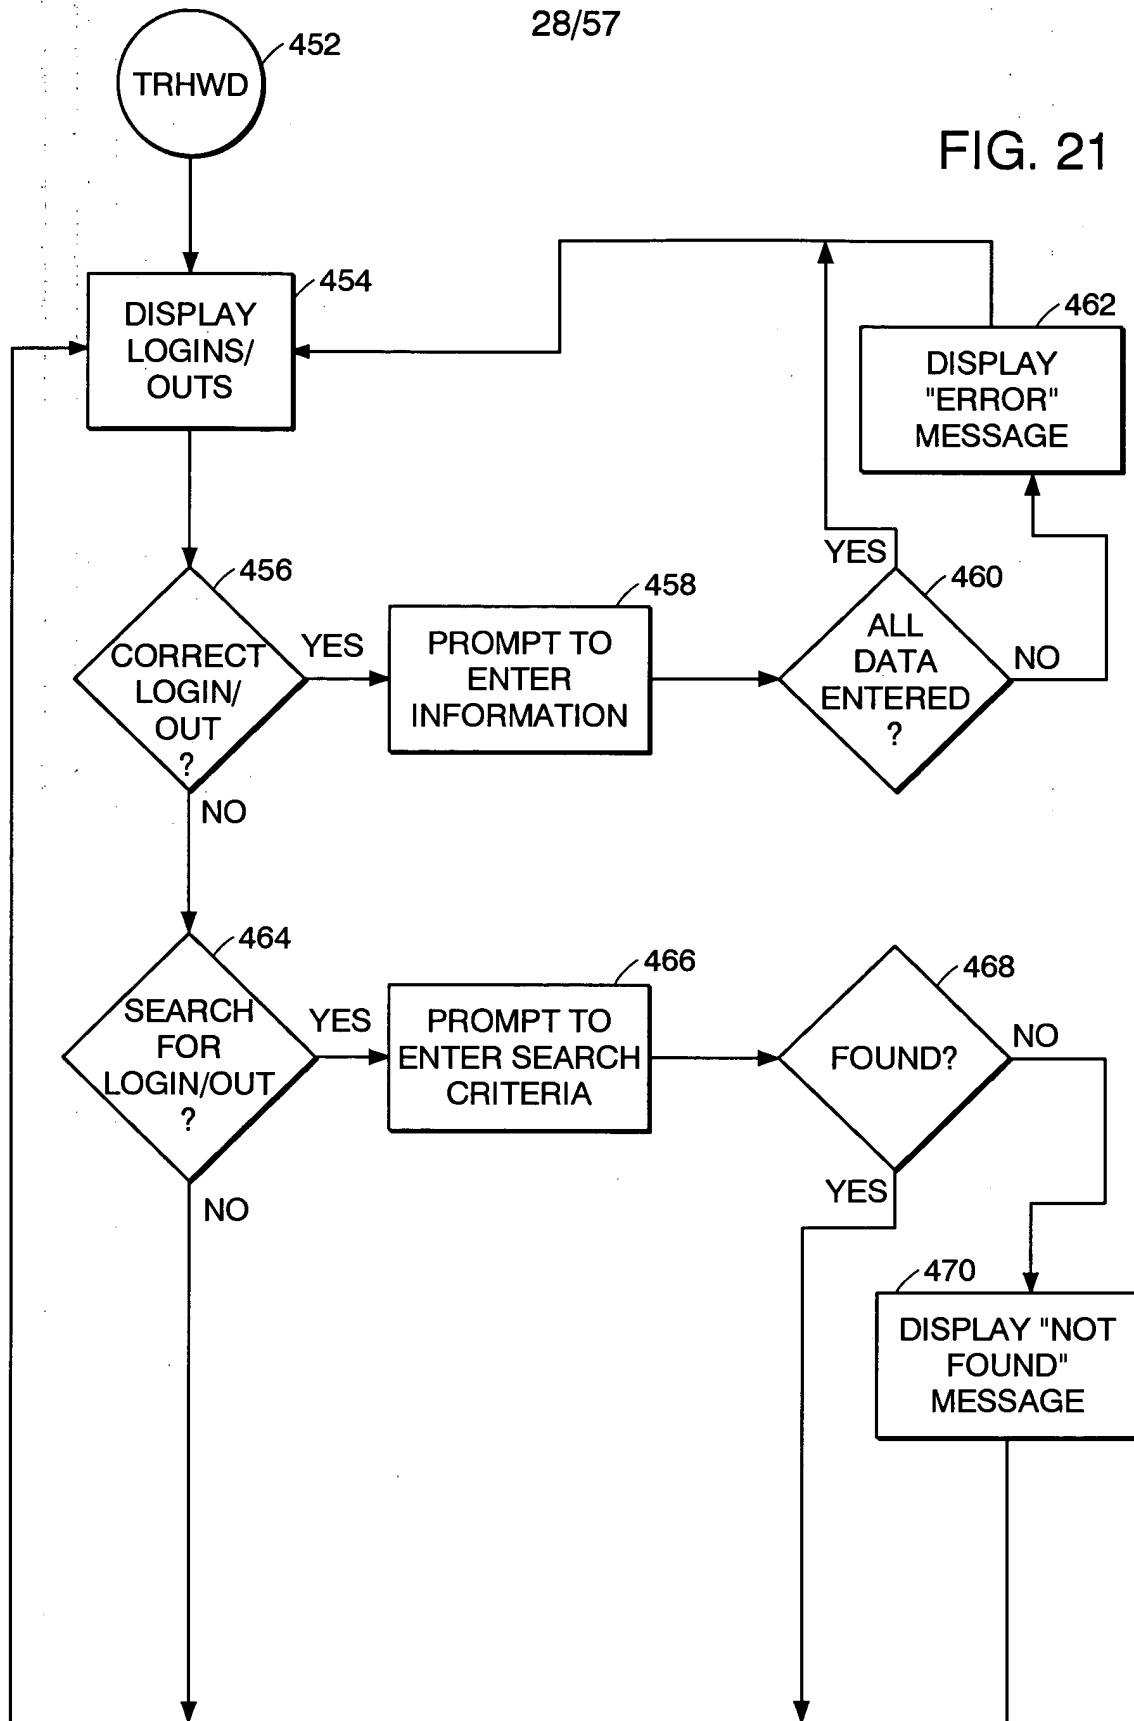 28/57
452
TRHWD
FIG. 21
454
DISPLAY
LOGINS/
OUTS
462
DISPLAY
"ERROR"
MESSAGE
456
CORRECT
LOGIN/
OUT
?
YES
NO
458
PROMPT TO
ENTER
INFORMATION
YES
460
ALL
DATA
ENTERED
?
NO
464
SEARCH
FOR
LOGIN/OUT
?
YES
NO
466
PROMPT TO
ENTER SEARCH
CRITERIA
468
FOUND?
NO
YES
470
DISPLAY "NOT
FOUND"
MESSAGE